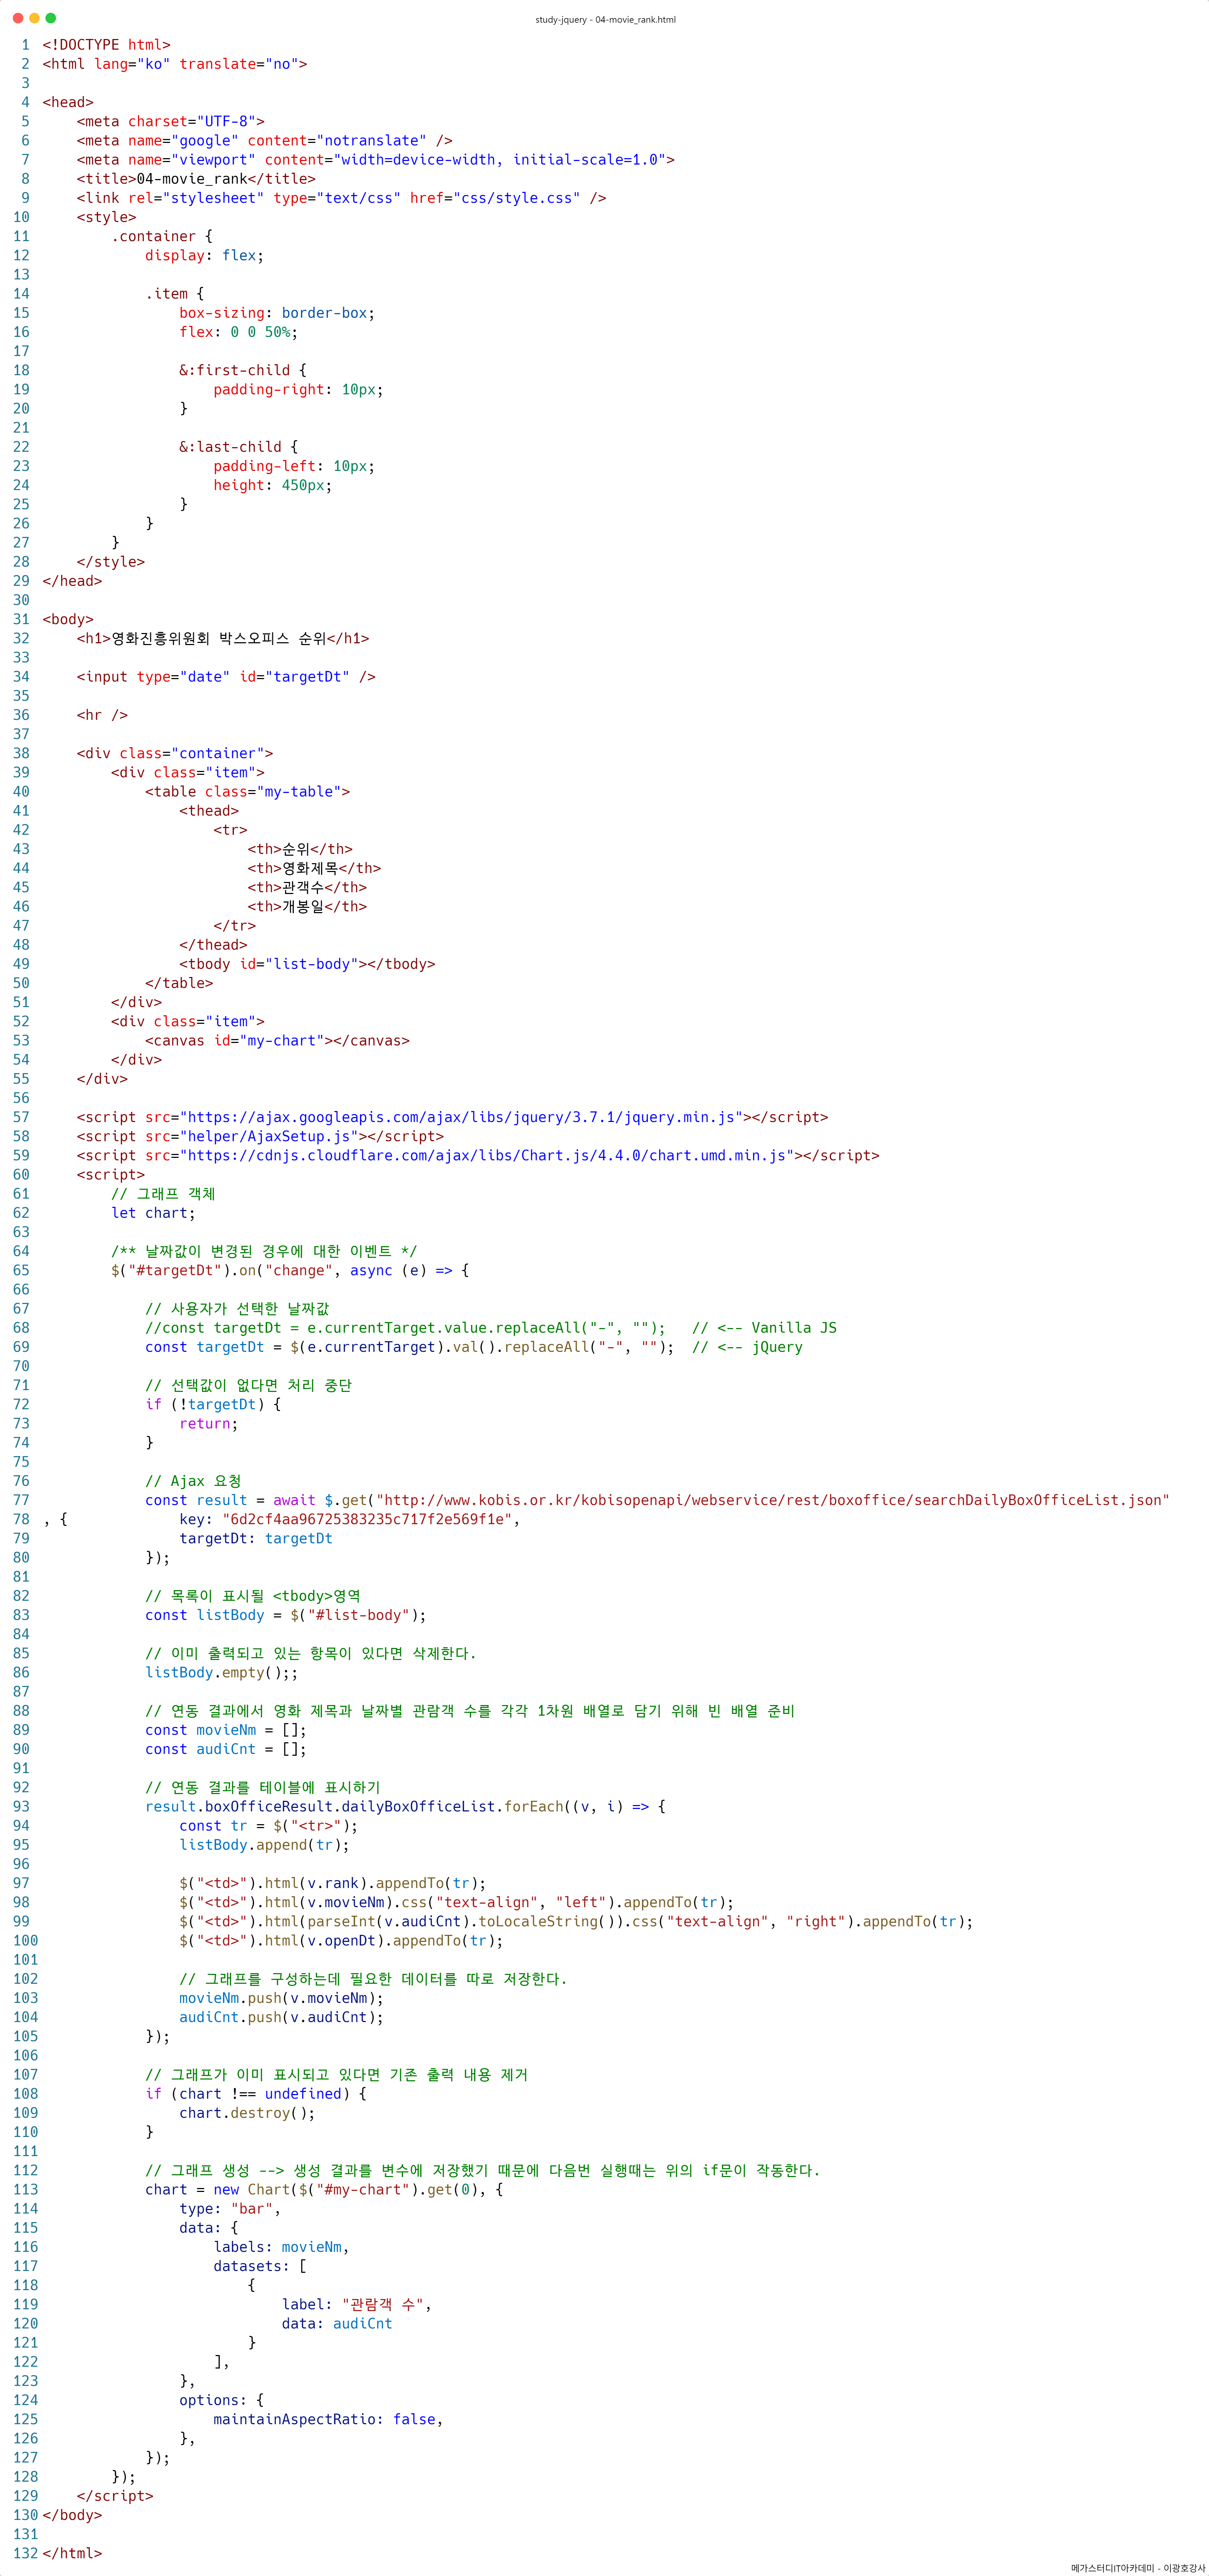 study-jquery - 04-movie_rank.html
1 <!DOCTYPE html>
2 <html lang="ko" translate="no">
3
4 <head>
5     <meta charset="UTF-8">
6     <meta name="google" content="notranslate" />
7     <meta name="viewport" content="width=device-width, initial-scale=1.0">
8     <title>04-movie_rank</title>
9     <link rel="stylesheet" type="text/css" href="css/style.css" />
10     <style>
11         .container {
12             display: flex;
13
14             .item {
15                 box-sizing: border-box;
16                 flex: 0 0 50%;
17
18                 &:first-child {
19                     padding-right: 10px;
20                 }
21
22                 &:last-child {
23                     padding-left: 10px;
24                     height: 450px;
25                 }
26             }
27         }
28     </style>
29 </head>
30
31 <body>
32     <h1>영화진흥위원회 박스오피스 순위</h1>
33
34     <input type="date" id="targetDt" />
35
36     <hr />
37
38     <div class="container">
39         <div class="item">
40             <table class="my-table">
41                 <thead>
42                     <tr>
43                         <th>순위</th>
44                         <th>영화제목</th>
45                         <th>관객수</th>
46                         <th>개봉일</th>
47                     </tr>
48                 </thead>
49                 <tbody id="list-body"></tbody>
50             </table>
51         </div>
52         <div class="item">
53             <canvas id="my-chart"></canvas>
54         </div>
55     </div>
56
57     <script src="https://ajax.googleapis.com/ajax/libs/jquery/3.7.1/jquery.min.js"></script>
58     <script src="helper/AjaxSetup.js"></script>
59     <script src="https://cdnjs.cloudflare.com/ajax/libs/Chart.js/4.4.0/chart.umd.min.js"></script>
60     <script>
61         // 그래프 객체
62         let chart;
63
64         /** 날짜값이 변경된 경우에 대한 이벤트 */
65         $("#targetDt").on("change", async (e) => {
66
67             // 사용자가 선택한 날짜값
68             //const targetDt = e.currentTarget.value.replaceAll("-", "");   // <-- Vanilla JS
69             const targetDt = $(e.currentTarget).val().replaceAll("-", "");  // <-- jQuery
70
71             // 선택값이 없다면 처리 중단
72             if (!targetDt) {
73                 return;
74             }
75
76             // Ajax 요청
77             const result = await $.get("http://www.kobis.or.kr/kobisopenapi/webservice/rest/boxoffice/searchDailyBoxOfficeList.json"
78 , {             key: "6d2cf4aa96725383235c717f2e569f1e",
79                 targetDt: targetDt
80             });
81
82             // 목록이 표시될 <tbody>영역
83             const listBody = $("#list-body");
84
85             // 이미 출력되고 있는 항목이 있다면 삭제한다.
86             listBody.empty();;
87
88             // 연동 결과에서 영화 제목과 날짜별 관람객 수를 각각 1차원 배열로 담기 위해 빈 배열 준비
89             const movieNm = [];
90             const audiCnt = [];
91
92             // 연동 결과를 테이블에 표시하기
93             result.boxOfficeResult.dailyBoxOfficeList.forEach((v, i) => {
94                 const tr = $("<tr>");
95                 listBody.append(tr);
96
97                 $("<td>").html(v.rank).appendTo(tr);
98                 $("<td>").html(v.movieNm).css("text-align", "left").appendTo(tr);
99                 $("<td>").html(parseInt(v.audiCnt).toLocaleString()).css("text-align", "right").appendTo(tr);
100                 $("<td>").html(v.openDt).appendTo(tr);
101
102                 // 그래프를 구성하는데 필요한 데이터를 따로 저장한다.
103                 movieNm.push(v.movieNm);
104                 audiCnt.push(v.audiCnt);
105             });
106
107             // 그래프가 이미 표시되고 있다면 기존 출력 내용 제거
108             if (chart !== undefined) {
109                 chart.destroy();
110             }
111
112             // 그래프 생성 --> 생성 결과를 변수에 저장했기 때문에 다음번 실행때는 위의 if문이 작동한다.
113             chart = new Chart($("#my-chart").get(0), {
114                 type: "bar",
115                 data: {
116                     labels: movieNm,
117                     datasets: [
118                         {
119                             label: "관람객 수",
120                             data: audiCnt
121                         }
122                     ],
123                 },
124                 options: {
125                     maintainAspectRatio: false,
126                 },
127             });
128         });
129     </script>
130 </body>
131
132 </html>
메가스터디IT아카데미 - 이광호강사